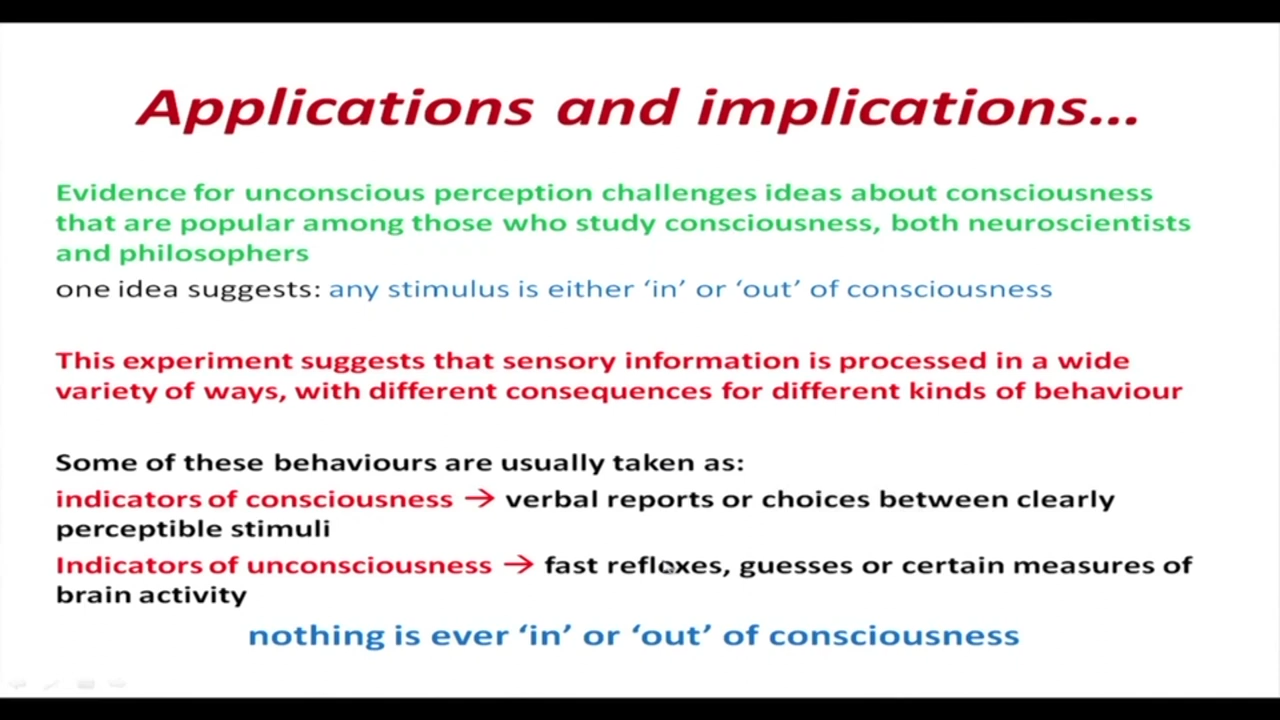 Applications and implications...
Evidence for unconscious perception challenges ideas about consciousness
that are popular among those who study consciousness, both neuroscientists
and philosophers
one idea suggests: any stimulus is either ‘in’ or ‘out’ of consciousness
This experiment suggests that sensory information is processed in a wide
variety of ways, with different consequences for different kinds of behaviour
Some of these behaviours are usually taken as:
indicators of consciousness → verbal reports or choices between clearly
perceptible stimuli
Indicators of unconsciousness → fast reflexes, guesses or certain measures of
brain activity
nothing is ever ‘in’ or ‘out’ of consciousness